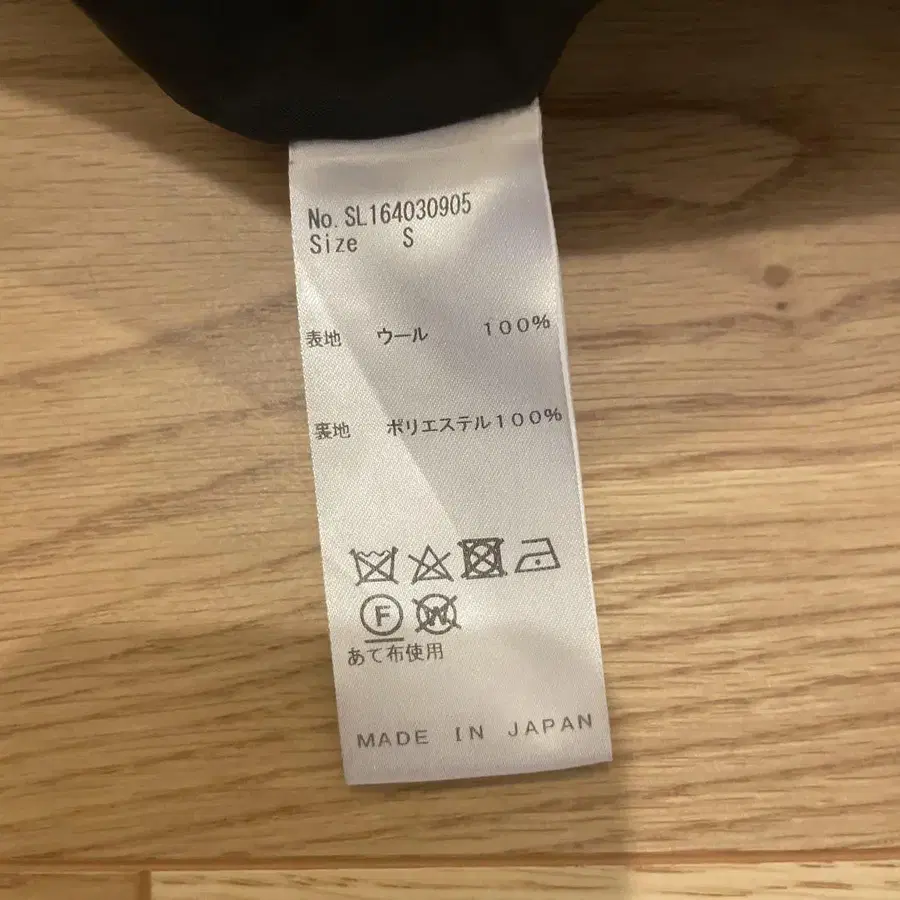 No. SL164030905
Size S
表地 ウール 100%
裏地 ポリエステル100%
F W
あて布使用
MADE IN JAPAN